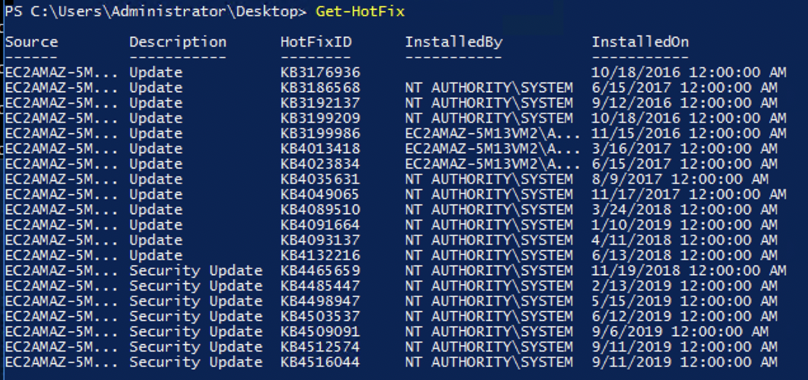 PS C:\Users\Administrator\Desktop> Get-HotFix
Source Description HotFixID InstalledBy InstalledOn
------ ----------- -------- ----------- -----------
EC2AMAZ-5M... Update KB3176936 10/18/2016 12:00:00 AM
EC2AMAZ-5M... Update KB3186568 NT AUTHORITY\SYSTEM 6/15/2017 12:00:00 AM
EC2AMAZ-5M... Update KB3192137 NT AUTHORITY\SYSTEM 9/12/2016 12:00:00 AM
EC2AMAZ-5M... Update KB3199209 NT AUTHORITY\SYSTEM 10/18/2016 12:00:00 AM
EC2AMAZ-5M... Update KB3199986 EC2AMAZ-5M13VM2\A... 11/15/2016 12:00:00 AM
EC2AMAZ-5M... Update KB4013418 EC2AMAZ-5M13VM2\A... 3/16/2017 12:00:00 AM
EC2AMAZ-5M... Update KB4023834 EC2AMAZ-5M13VM2\A... 6/15/2017 12:00:00 AM
EC2AMAZ-5M... Update KB4035631 NT AUTHORITY\SYSTEM 8/9/2017 12:00:00 AM
EC2AMAZ-5M... Update KB4049065 NT AUTHORITY\SYSTEM 11/17/2017 12:00:00 AM
EC2AMAZ-5M... Update KB4089510 NT AUTHORITY\SYSTEM 3/24/2018 12:00:00 AM
EC2AMAZ-5M... Update KB4091664 NT AUTHORITY\SYSTEM 1/10/2019 12:00:00 AM
EC2AMAZ-5M... Update KB4093137 NT AUTHORITY\SYSTEM 4/11/2018 12:00:00 AM
EC2AMAZ-5M... Update KB4132216 NT AUTHORITY\SYSTEM 6/13/2018 12:00:00 AM
EC2AMAZ-5M... Security Update KB4465659 NT AUTHORITY\SYSTEM 11/19/2018 12:00:00 AM
EC2AMAZ-5M... Security Update KB4485447 NT AUTHORITY\SYSTEM 2/13/2019 12:00:00 AM
EC2AMAZ-5M... Security Update KB4498947 NT AUTHORITY\SYSTEM 5/15/2019 12:00:00 AM
EC2AMAZ-5M... Security Update KB4503537 NT AUTHORITY\SYSTEM 6/12/2019 12:00:00 AM
EC2AMAZ-5M... Security Update KB4509091 NT AUTHORITY\SYSTEM 9/6/2019 12:00:00 AM
EC2AMAZ-5M... Security Update KB4512574 NT AUTHORITY\SYSTEM 9/11/2019 12:00:00 AM
EC2AMAZ-5M... Security Update KB4516044 NT AUTHORITY\SYSTEM 9/11/2019 12:00:00 AM